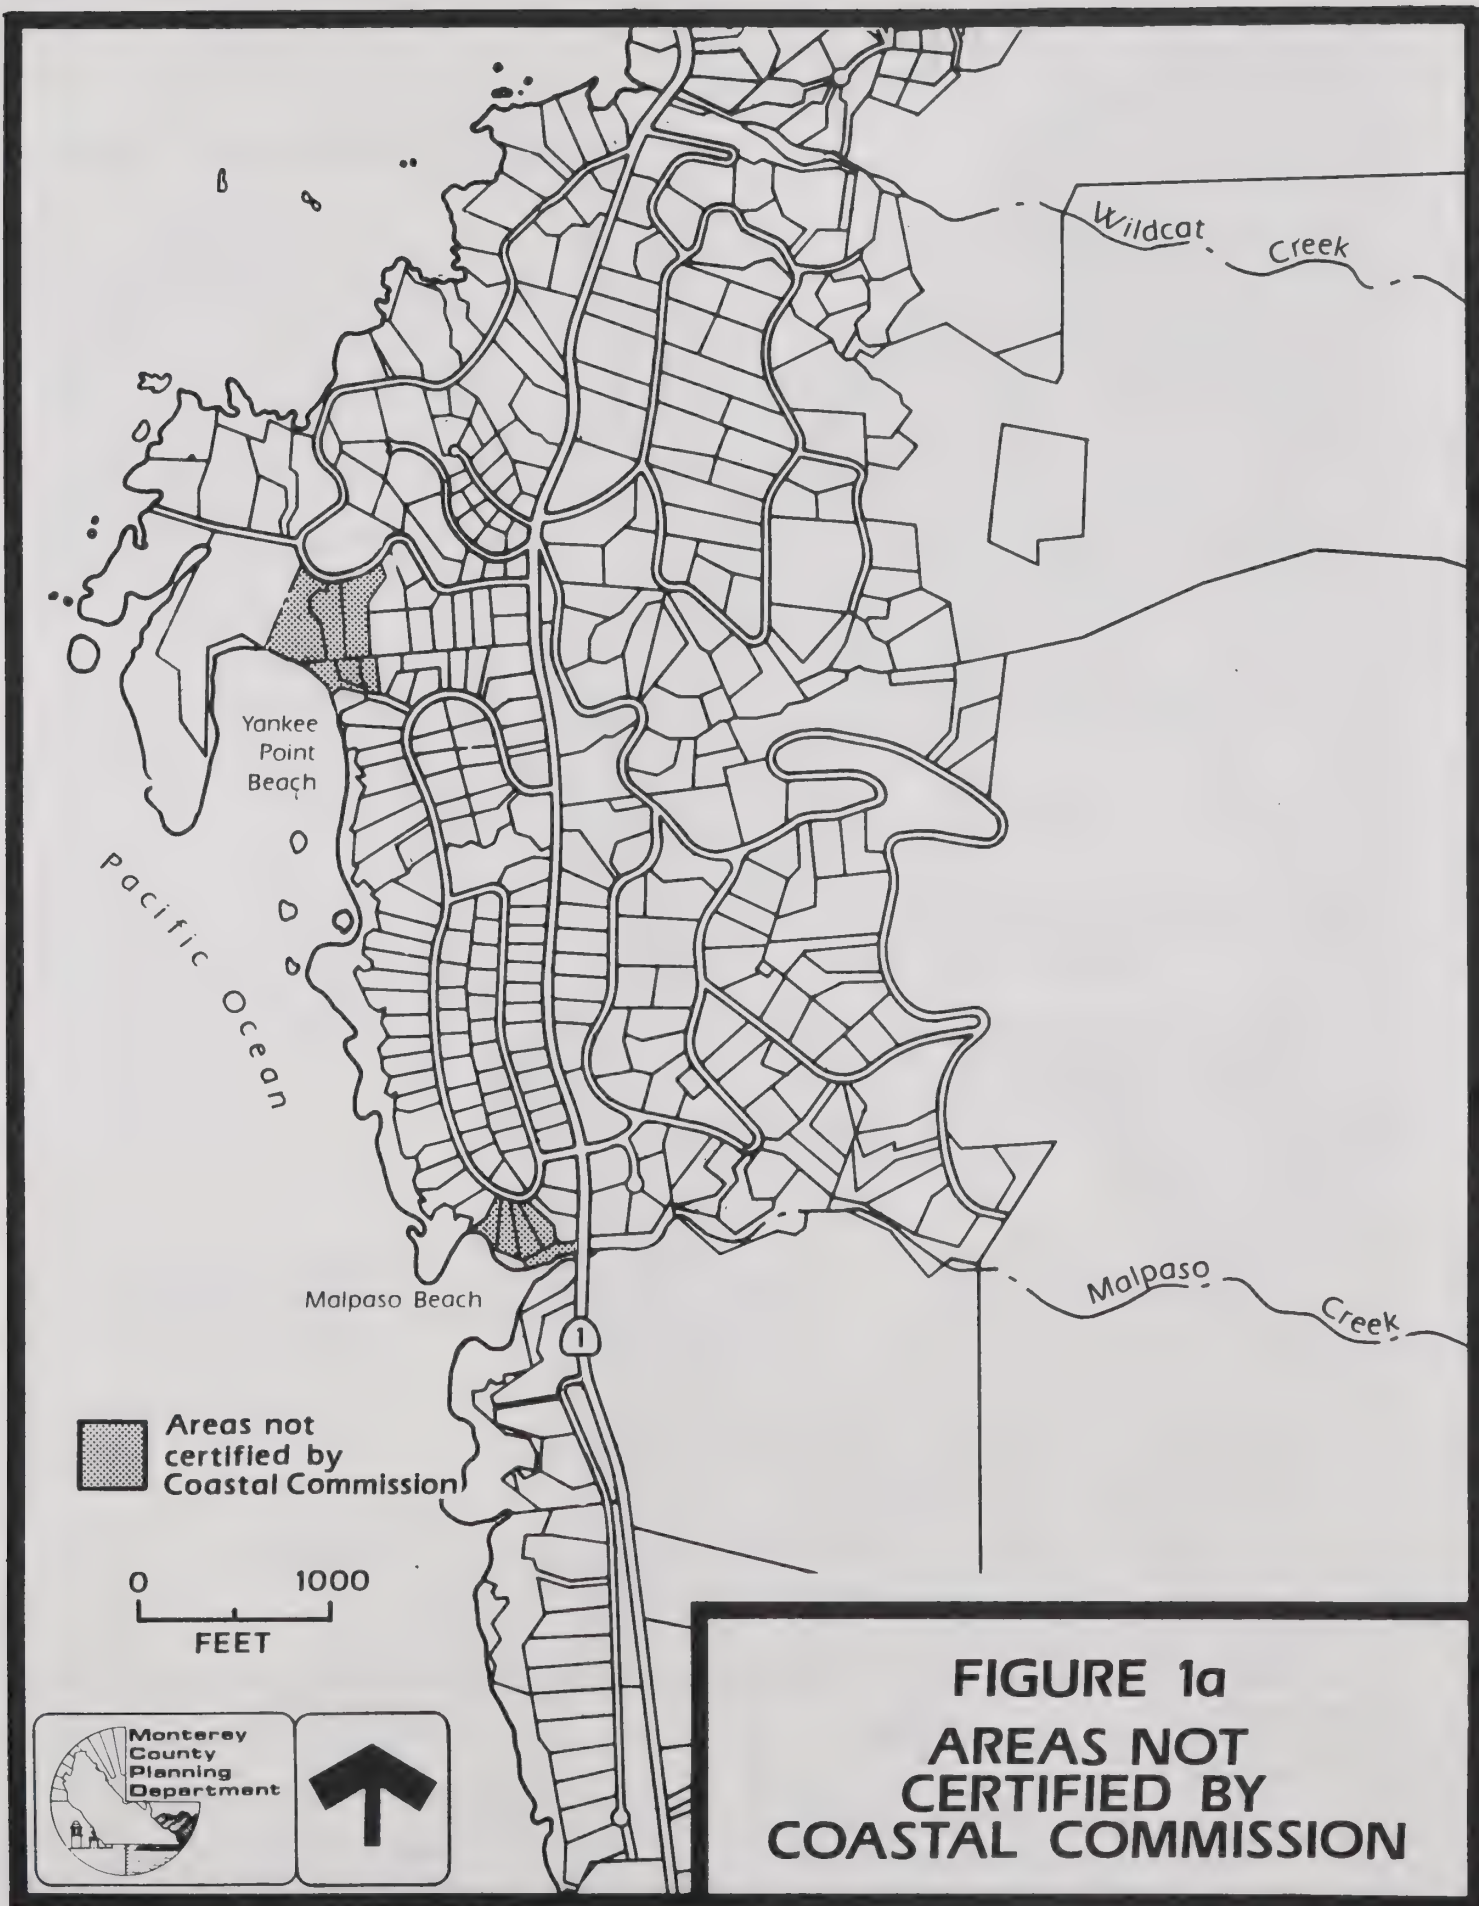 Wildcat Creek
Yankee
Point
Beach
Pacific Ocean
Malpaso Creek
Malpaso Beach
1
Areas not
certified by
Coastal Commission
0 1000
FEET
Monterey
County
Planning
Department
FIGURE 1a
AREAS NOT
CERTIFIED BY
COASTAL COMMISSION